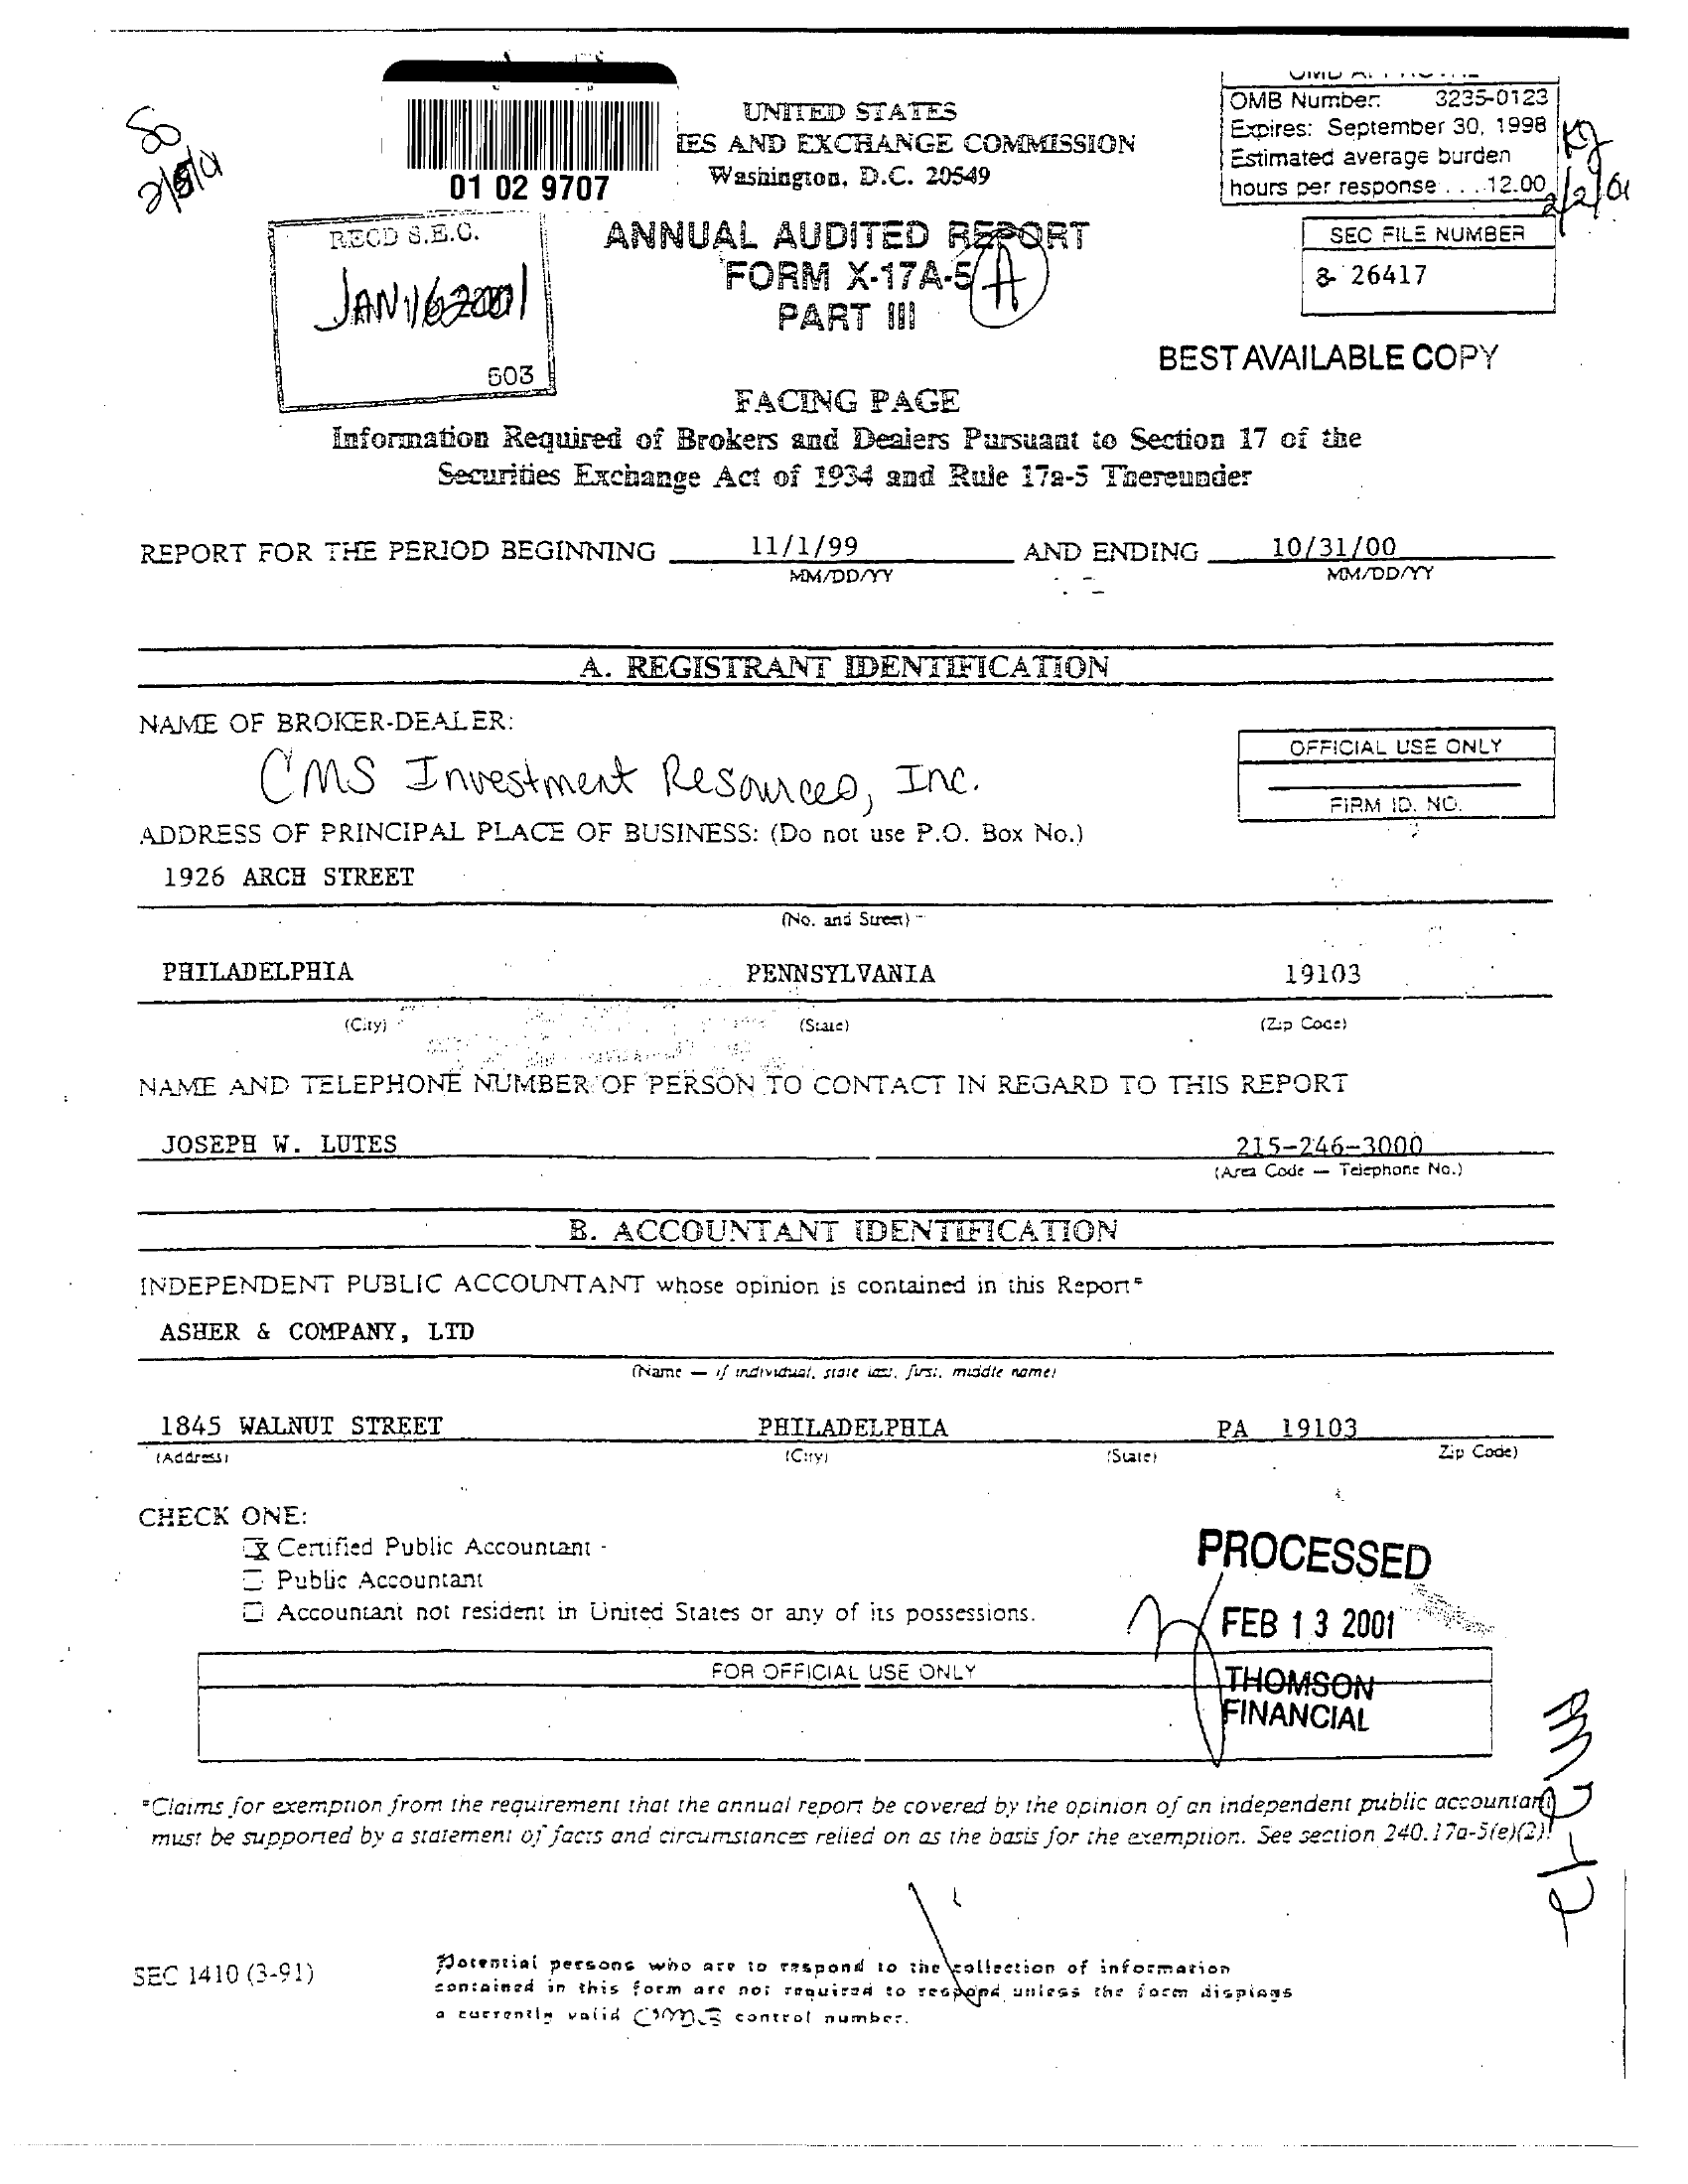 OMB Number: 3235-0123
Expires: September 30, 1998
Estimated average burden
hours per response . . . 12.00
2/2/01
UNITED STATES
IES AND EXCHANGE COMMISSION
Washington, D.C. 20549
01 02 9707
RECD S.E.C.
JAN 16 2001
603
ANNUAL AUDITED REPORT
FORM X-17A-5 A
PART III
SEC FILE NUMBER
8- 26417
BEST AVAILABLE COPY
FACING PAGE
Information Required of Brokers and Dealers Pursuant to Section 17 of the
Securities Exchange Act of 1934 and Rule 17a-5 Thereunder
REPORT FOR THE PERIOD BEGINNING 11/1/99 AND ENDING 10/31/00
MM/DD/YY MM/DD/YY
A. REGISTRANT IDENTIFICATION
NAME OF BROKER-DEALER:
CMS Investment Resources, Inc.
OFFICIAL USE ONLY
FIRM ID. NO.
ADDRESS OF PRINCIPAL PLACE OF BUSINESS: (Do not use P.O. Box No.)
1926 ARCH STREET
(No. and Street)
PHILADELPHIA PENNSYLVANIA 19103
(City) (State) (Zip Code)
NAME AND TELEPHONE NUMBER OF PERSON TO CONTACT IN REGARD TO THIS REPORT
JOSEPH W. LUTES 215-246-3000
(Area Code — Telephone No.)
B. ACCOUNTANT IDENTIFICATION
INDEPENDENT PUBLIC ACCOUNTANT whose opinion is contained in this Report*
ASHER & COMPANY, LTD
(Name — if individual, state last, first, middle name)
1845 WALNUT STREET PHILADELPHIA PA 19103
(Address) (City) (State) Zip Code)
CHECK ONE:
x Certified Public Accountant -
Public Accountant
Accountant not resident in United States or any of its possessions.
PROCESSED
FEB 13 2001
THOMSON
FINANCIAL
FOR OFFICIAL USE ONLY
*Claims for exemption from the requirement that the annual report be covered by the opinion of an independent public accountant
must be supported by a statement of facts and circumstances relied on as the basis for the exemption. See section 240.17a-5(e)(2).
SEC 1410 (3-91)
Potential persons who are to respond to the collection of information
contained in this form are not required to respond unless the form displays
a currently valid OMB control number.